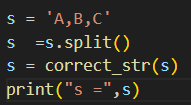 s = 'A,B,C'
s  =s.split()
s = correct_str(s)
print("s =",s)